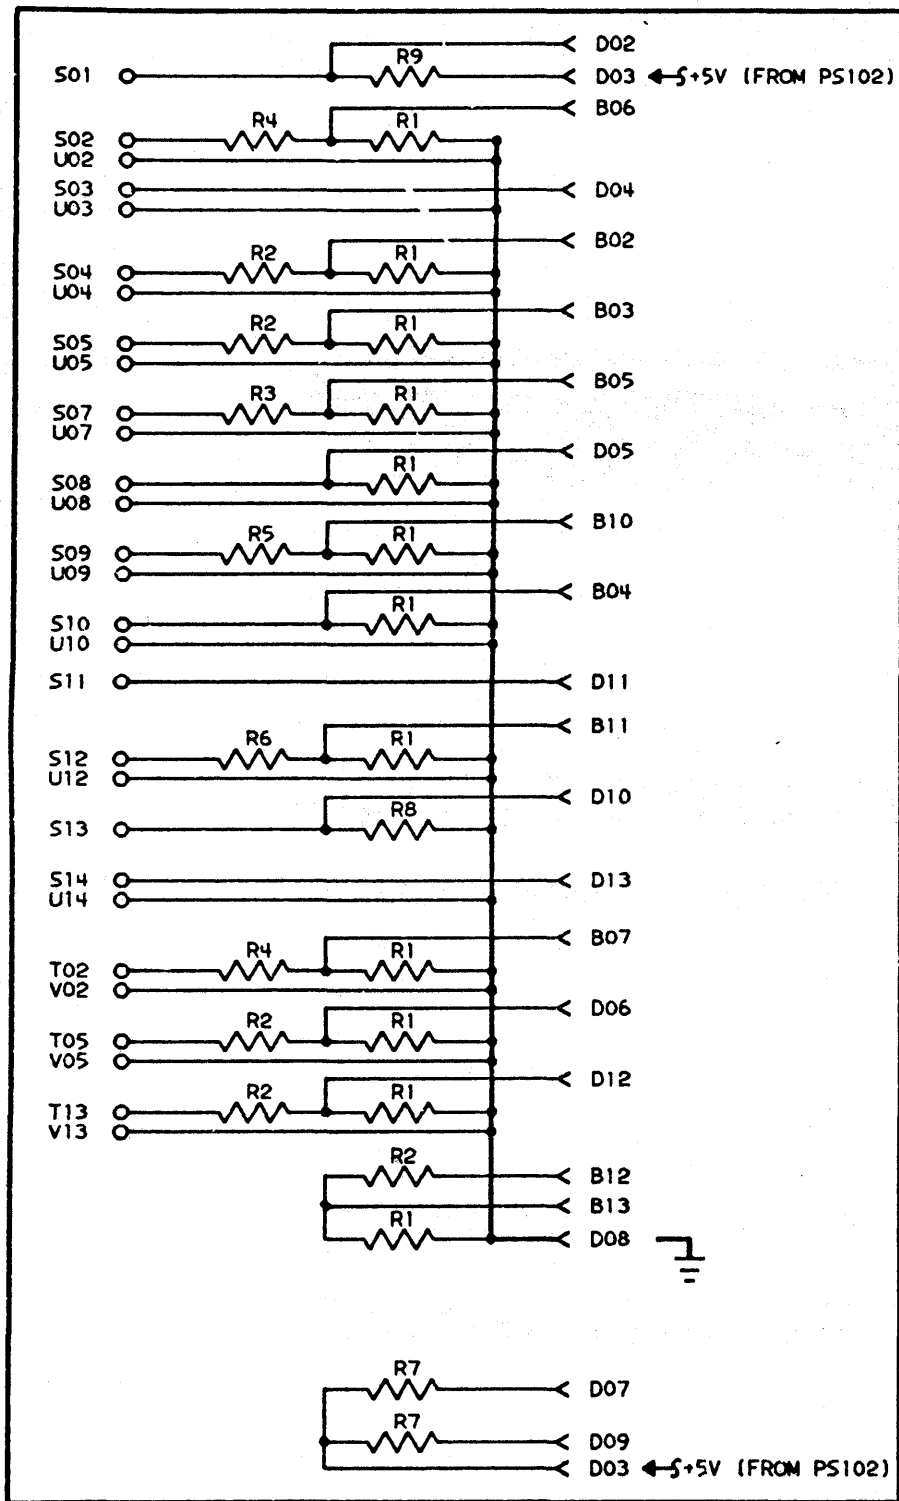 D02
R9
S01 D03 +5V (FROM PS102)
B06
R4 R1
S02
U02
S03 D04
U03
B02
R2 R1
S04
U04
B03
R2 R1
S05
U05
B05
R3 R1
S07
U07
D05
R1
S08
U08
B10
R5 R1
S09
U09
B04
R1
S10
U10
S11 D11
B11
R6 R1
S12
U12
D10
R8
S13
S14 D13
U14
B07
R4 R1
T02
V02
D06
R2 R1
T05
V05
D12
R2 R1
T13
V13
R2
B12
B13
R1
D08
R7
D07
R7
D09
D03 +5V (FROM PS102)